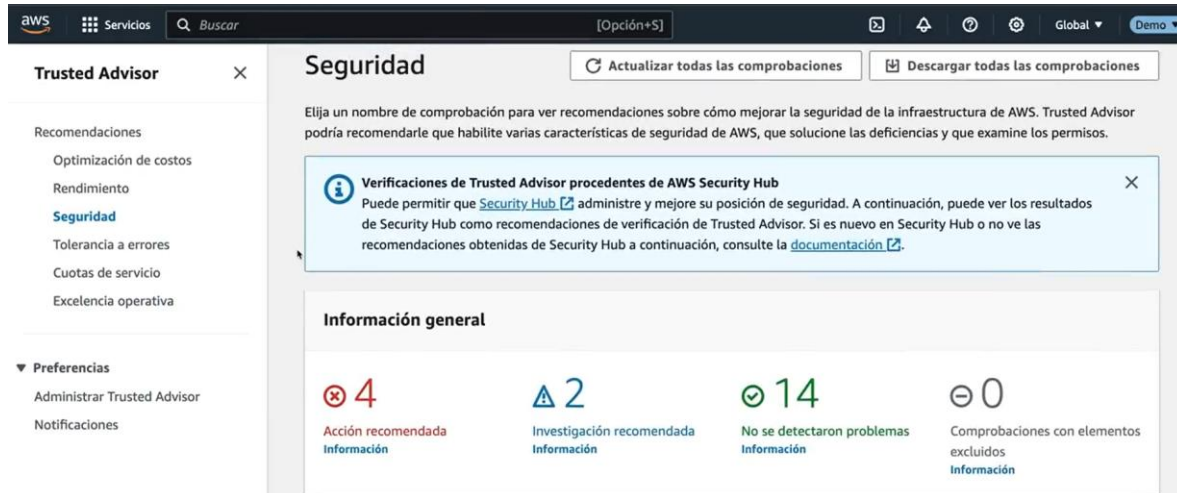 aws Servicios Buscar [Opción+S] Global Demo
Trusted Advisor
Recomendaciones
Optimización de costos
Rendimiento
Seguridad
Tolerancia a errores
Cuotas de servicio
Excelencia operativa
Preferencias
Administrar Trusted Advisor
Notificaciones
Seguridad
Actualizar todas las comprobaciones
Descargar todas las comprobaciones
Elija un nombre de comprobación para ver recomendaciones sobre cómo mejorar la seguridad de la infraestructura de AWS. Trusted Advisor
podría recomendarle que habilite varias características de seguridad de AWS, que solucione las deficiencias y que examine los permisos.
Verificaciones de Trusted Advisor procedentes de AWS Security Hub
Puede permitir que Security Hub administre y mejore su posición de seguridad. A continuación, puede ver los resultados
de Security Hub como recomendaciones de verificación de Trusted Advisor. Si es nuevo en Security Hub o no ve las
recomendaciones obtenidas de Security Hub a continuación, consulte la documentación.
Información general
4
Acción recomendada
Información
2
Investigación recomendada
Información
14
No se detectaron problemas
Información
0
Comprobaciones con elementos
excluidos
Información